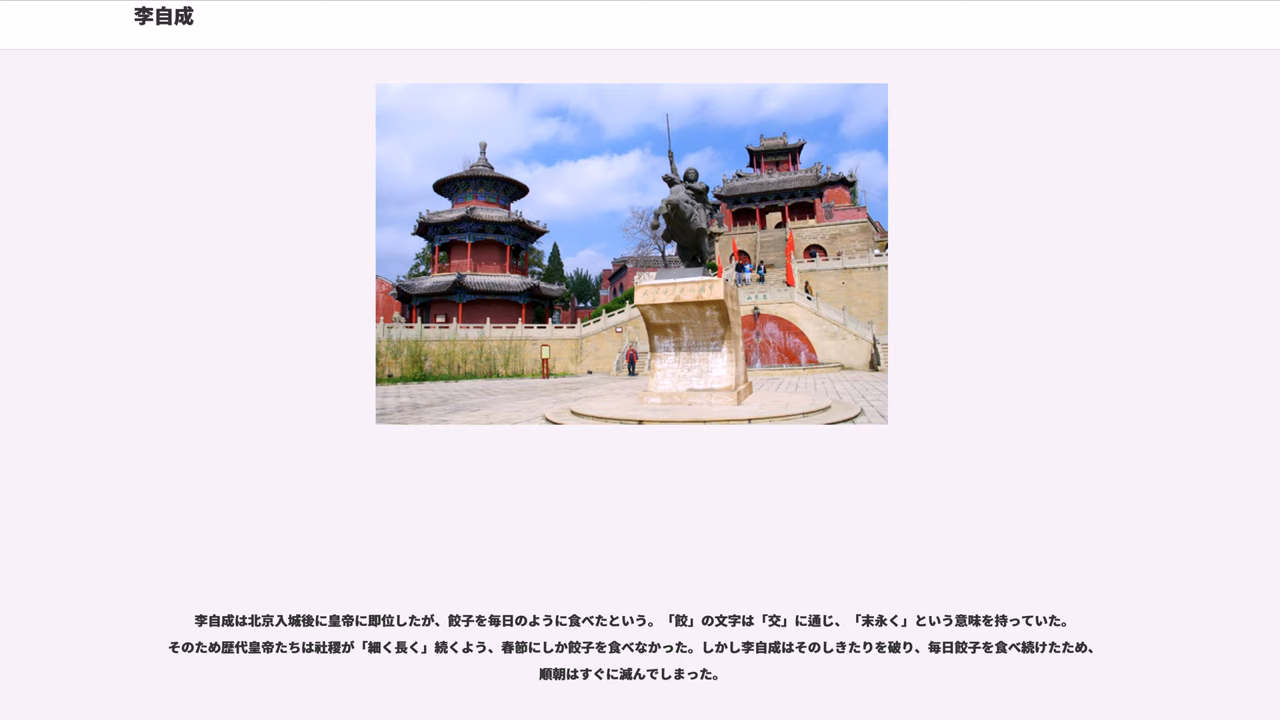 李自成
李自成は北京入城後に皇帝に即位したが、餃子を毎日のように食べたという。「餃」の文字は「交」に通じ、「末永く」という意味を持っていた。
そのため歴代皇帝たちは社稷が「細く長く」続くよう、春節にしか餃子を食べなかった。しかし李自成はそのしきたりを破り、毎日餃子を食べ続けたため、
順朝はすぐに滅んでしまった。